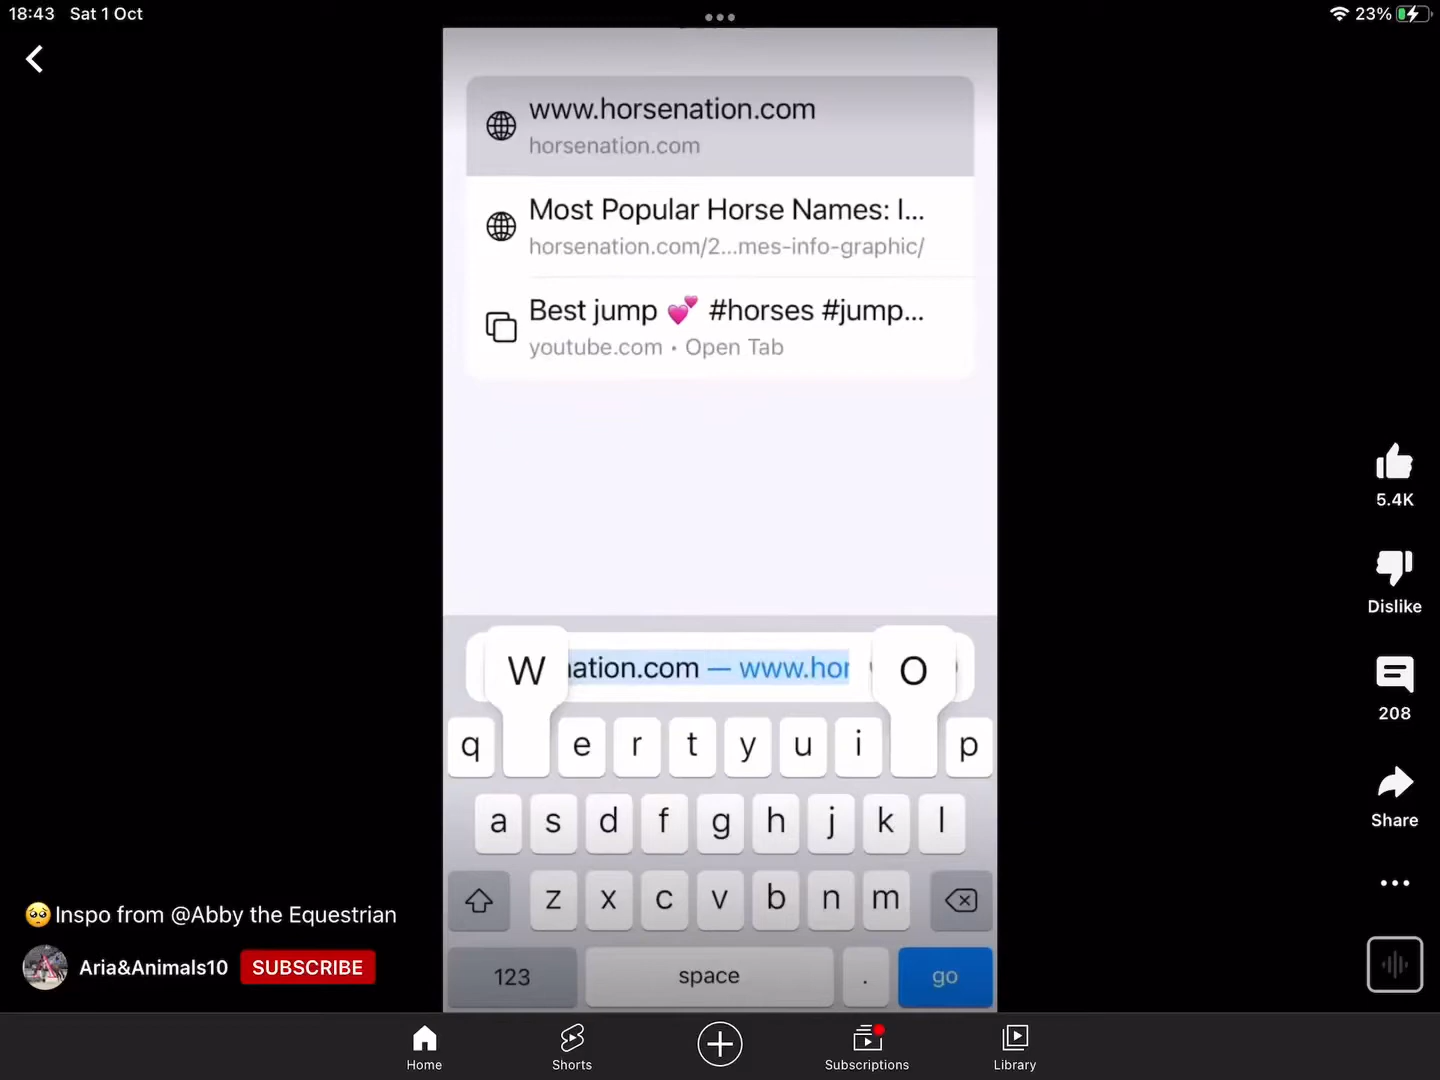 18:43 Sat 1 Oct
23%
www.horsenation.com
horsenation.com
Most Popular Horse Names: I...
horsenation.com/2...mes-info-graphic/
Best jump 💕 #horses #jump...
youtube.com • Open Tab
nation.com — www.hor
W O
q e r t y u i p
a s d f g h j k l
z x c v b n m
123 space . go
5.4K
Dislike
208
Share
🥺Inspo from @Abby the Equestrian
Aria&Animals10 SUBSCRIBE
Home Shorts Subscriptions Library